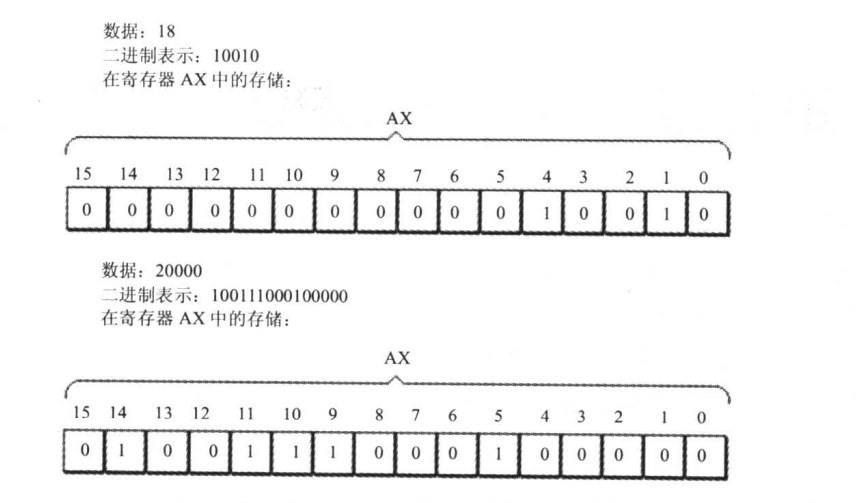 数据：18
二进制表示：10010
在寄存器 AX 中的存储：
AX
15 14 13 12 11 10 9 8 7 6 5 4 3 2 1 0
0 0 0 0 0 0 0 0 0 0 0 1 0 0 1 0
数据：20000
二进制表示：100111000100000
在寄存器 AX 中的存储：
AX
15 14 13 12 11 10 9 8 7 6 5 4 3 2 1 0
0 1 0 0 1 1 1 0 0 0 1 0 0 0 0 0